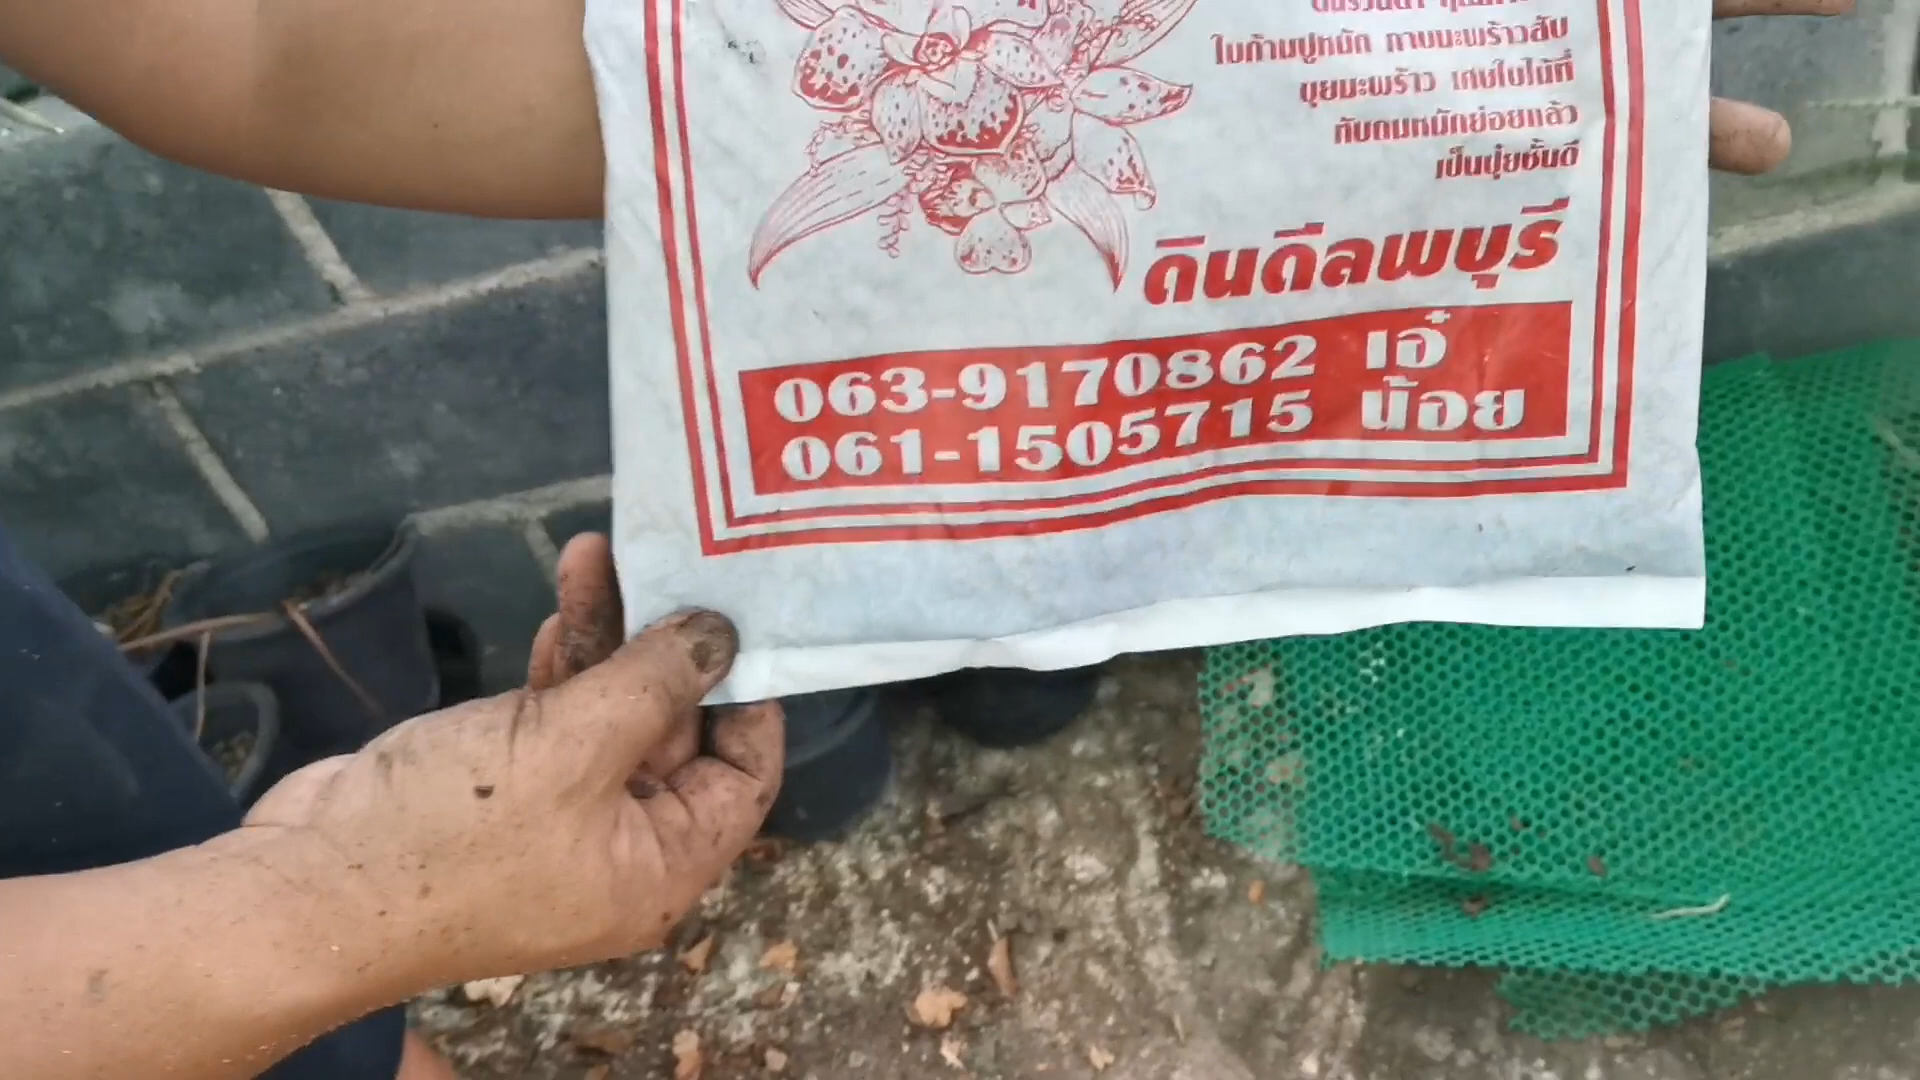 ใบก้ามปูหมัก กาบมะพร้าวสับ
ขุยมะพร้าว เศษใบไม้ที่
ทับถมหมักย่อยแล้ว
เป็นปุ๋ยชั้นดี
ดินดีลพบุรี
063-9170862 เอ๋
061-1505715 น้อย